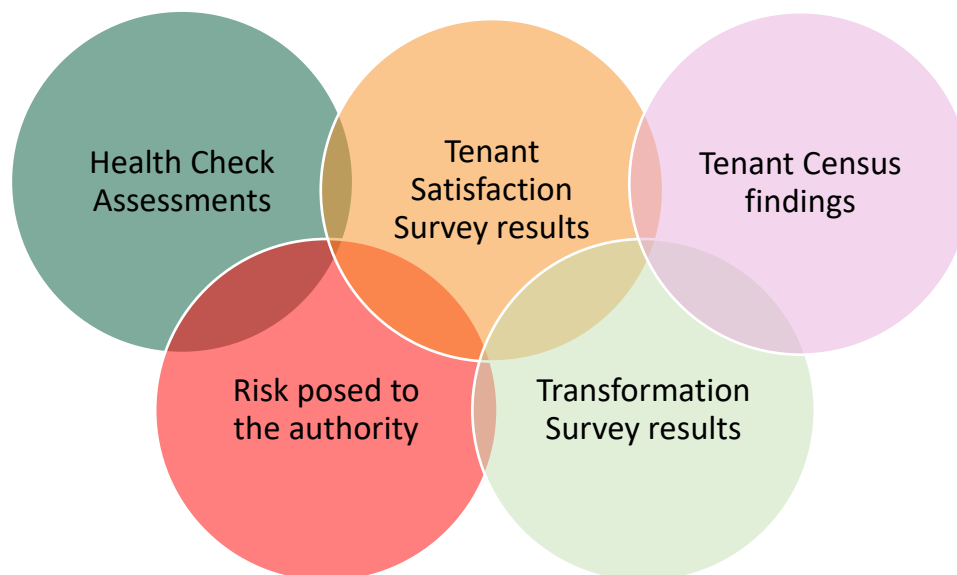 Health Check
Assessments
Tenant
Satisfaction
Survey results
Tenant Census
findings
Risk posed to
the authority
Transformation
Survey results